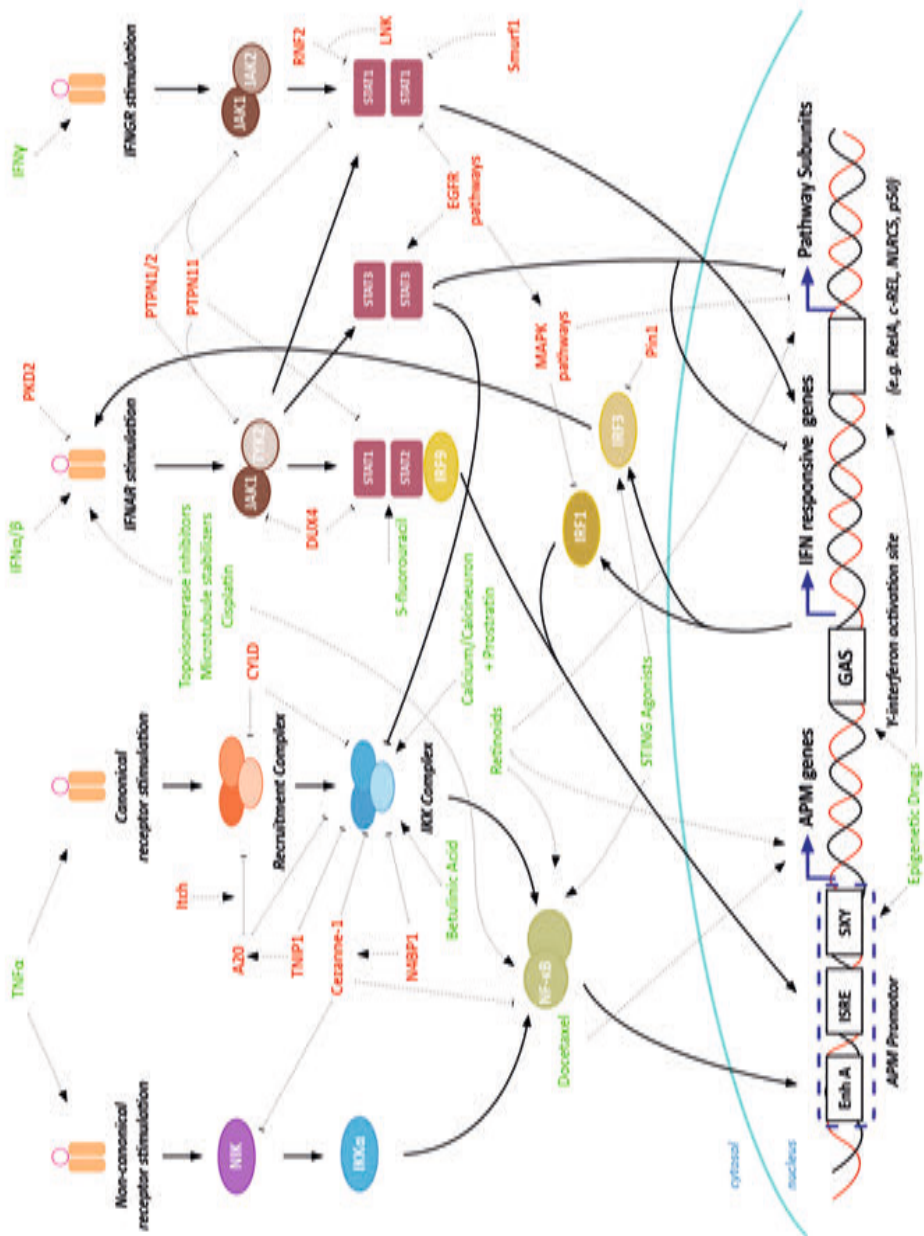 TNFα
IFNα/β
PKD2
IFNγ
Non-canonical
receptor stimulation
Canonical
receptor stimulation
IFNAR stimulation
IFNGR stimulation
Topoisomerase inhibitors
Microtubule stabilizers
Cisplatin
PTPN1/2
PTPN11
Itch
CYLD
NIK
A20
Recruitment Complex
JAK1
TYK2
JAK1
JAK2
TNIP1
DUX4
RNF2
LNK
Cezanne-1
IKKα
N4BP1
IKK Complex
STAT1
STAT2
IRF9
STAT3
STAT3
STAT1
STAT1
5-flourouracil
Smurf1
Betulinic Acid
Calcium/Calcineuron
+ Prostratin
EGFR
pathways
Retinoids
MAPK
pathways
NF-κB
Docetaxel
IRF1
IRF3
Pin1
STING Agonists
cytosol
nucleus
APM genes
IFN responsive genes
Pathway Subunits
Enh A
ISRE
SXY
GAS
APM Promotor
Y-interferon activation site
(e.g. RelA, c-REL, NLRC5, p50)
Epigenetic Drugs